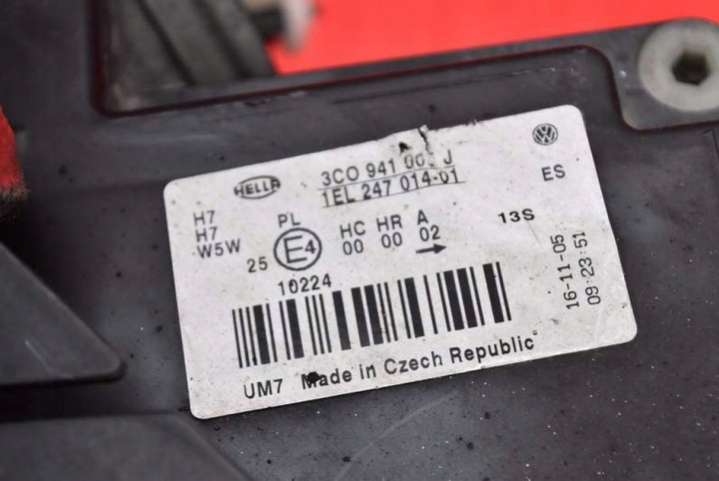 HELLA
3C0 941 00 J
1EL 247 014-01
ES
H7
H7
W5W
PL
25
E4
10224
HC HR A
00 00 02
→
13S
16-11-05
09:23:51
UM7 Made in Czech Republic